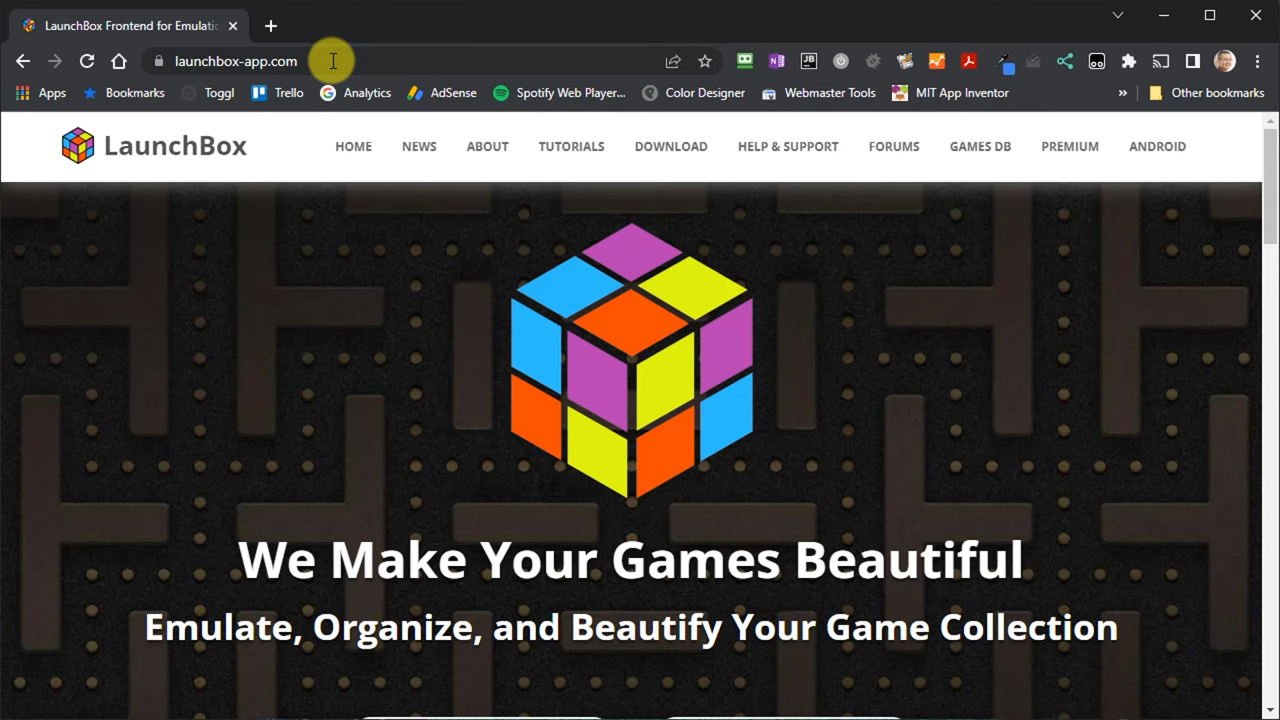 LaunchBox Frontend for Emulatio
launchbox-app.com
JB
Apps Bookmarks Toggl Trello Analytics AdSense Spotify Web Player... Color Designer Webmaster Tools MIT App Inventor » Other bookmarks
LaunchBox HOME NEWS ABOUT TUTORIALS DOWNLOAD HELP & SUPPORT FORUMS GAMES DB PREMIUM ANDROID
We Make Your Games Beautiful
Emulate, Organize, and Beautify Your Game Collection